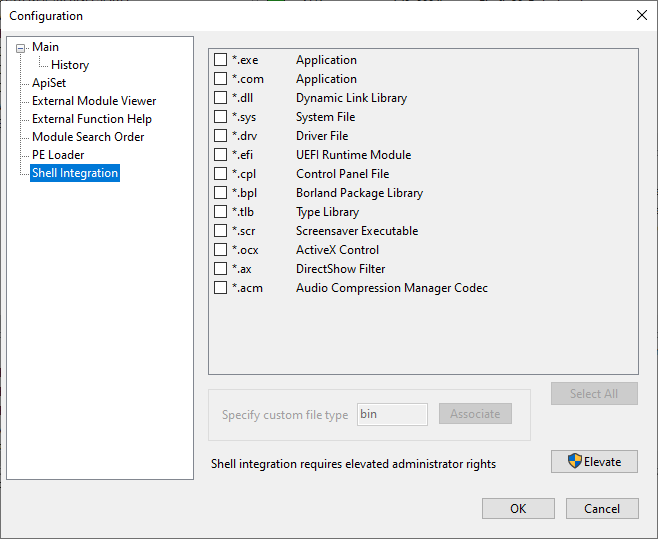 Configuration
Main
History
ApiSet
External Module Viewer
External Function Help
Module Search Order
PE Loader
Shell Integration
*.exe Application
*.com Application
*.dll Dynamic Link Library
*.sys System File
*.drv Driver File
*.efi UEFI Runtime Module
*.cpl Control Panel File
*.bpl Borland Package Library
*.tlb Type Library
*.scr Screensaver Executable
*.ocx ActiveX Control
*.ax DirectShow Filter
*.acm Audio Compression Manager Codec
Select All
Specify custom file type bin Associate
Shell integration requires elevated administrator rights Elevate
OK Cancel